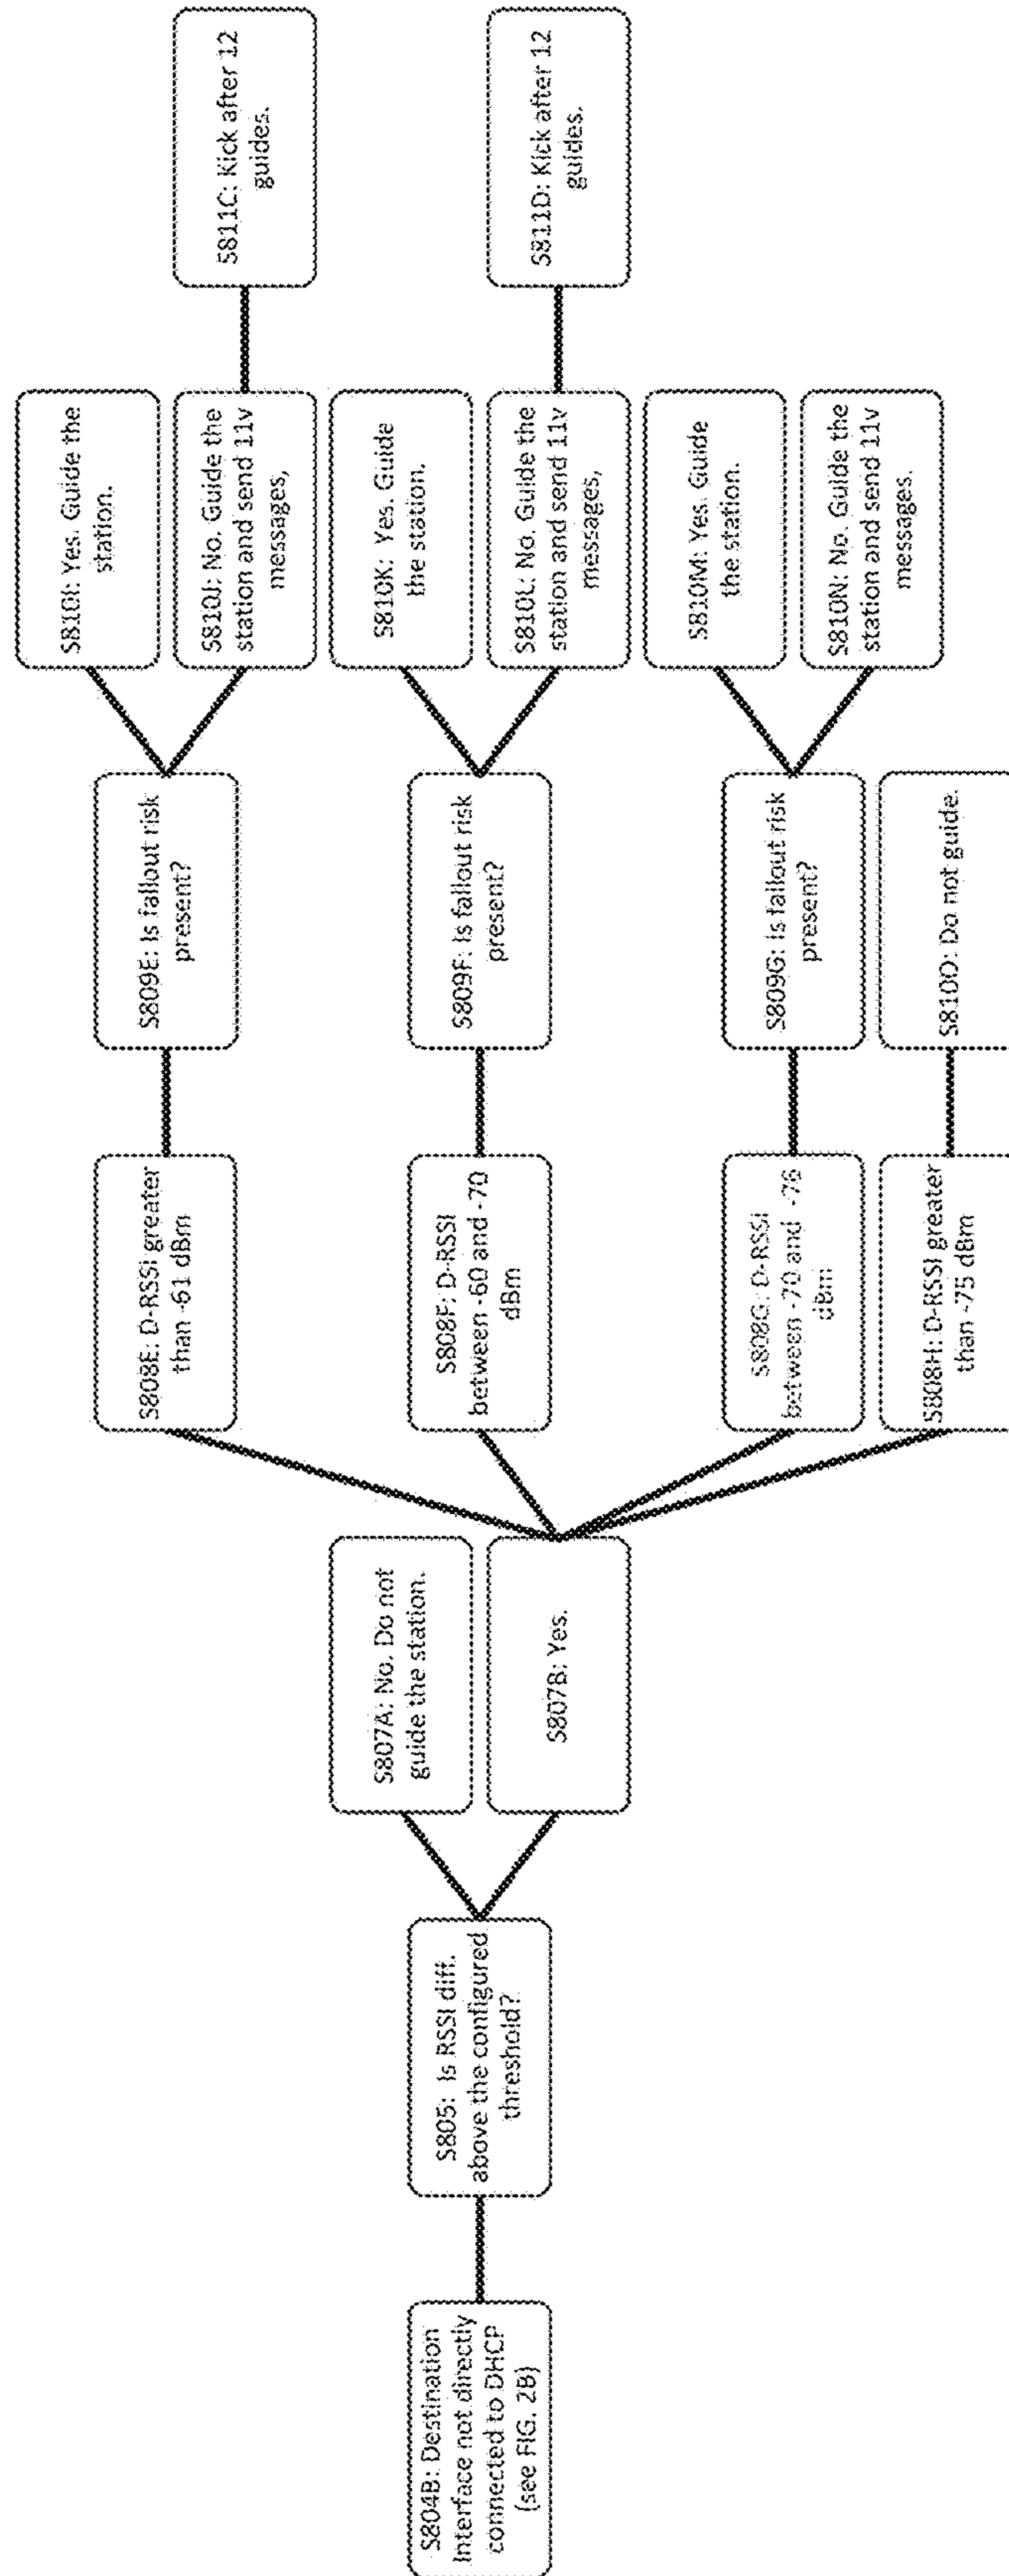 S804B: Destination
Interface not directly
connected to DHCP
(see FIG. 2B)
S805: Is RSSI diff.
above the configured
threshold?
S807A: No. Do not
guide the station.
S807B: Yes.
S808E: D-RSSI greater
than -61 dBm
S808F: D-RSSI
between -60 and -70
dBm
S808G: D-RSSI
between -70 and -76
dBm
S808H: D-RSSI greater
than -75 dBm
S809E: Is fallout risk
present?
S809F: Is fallout risk
present?
S809G: Is fallout risk
present?
S810O: Do not guide.
S810I: Yes. Guide the
station.
S810J: No. Guide the
station and send 11v
messages,
S810K: Yes. Guide
the station.
S810L: No. Guide the
station and send 11v
messages,
S810M: Yes. Guide
the station.
S810N: No. Guide the
station and send 11v
messages.
S811C: Kick after 12
guides.
S811D: Kick after 12
guides.